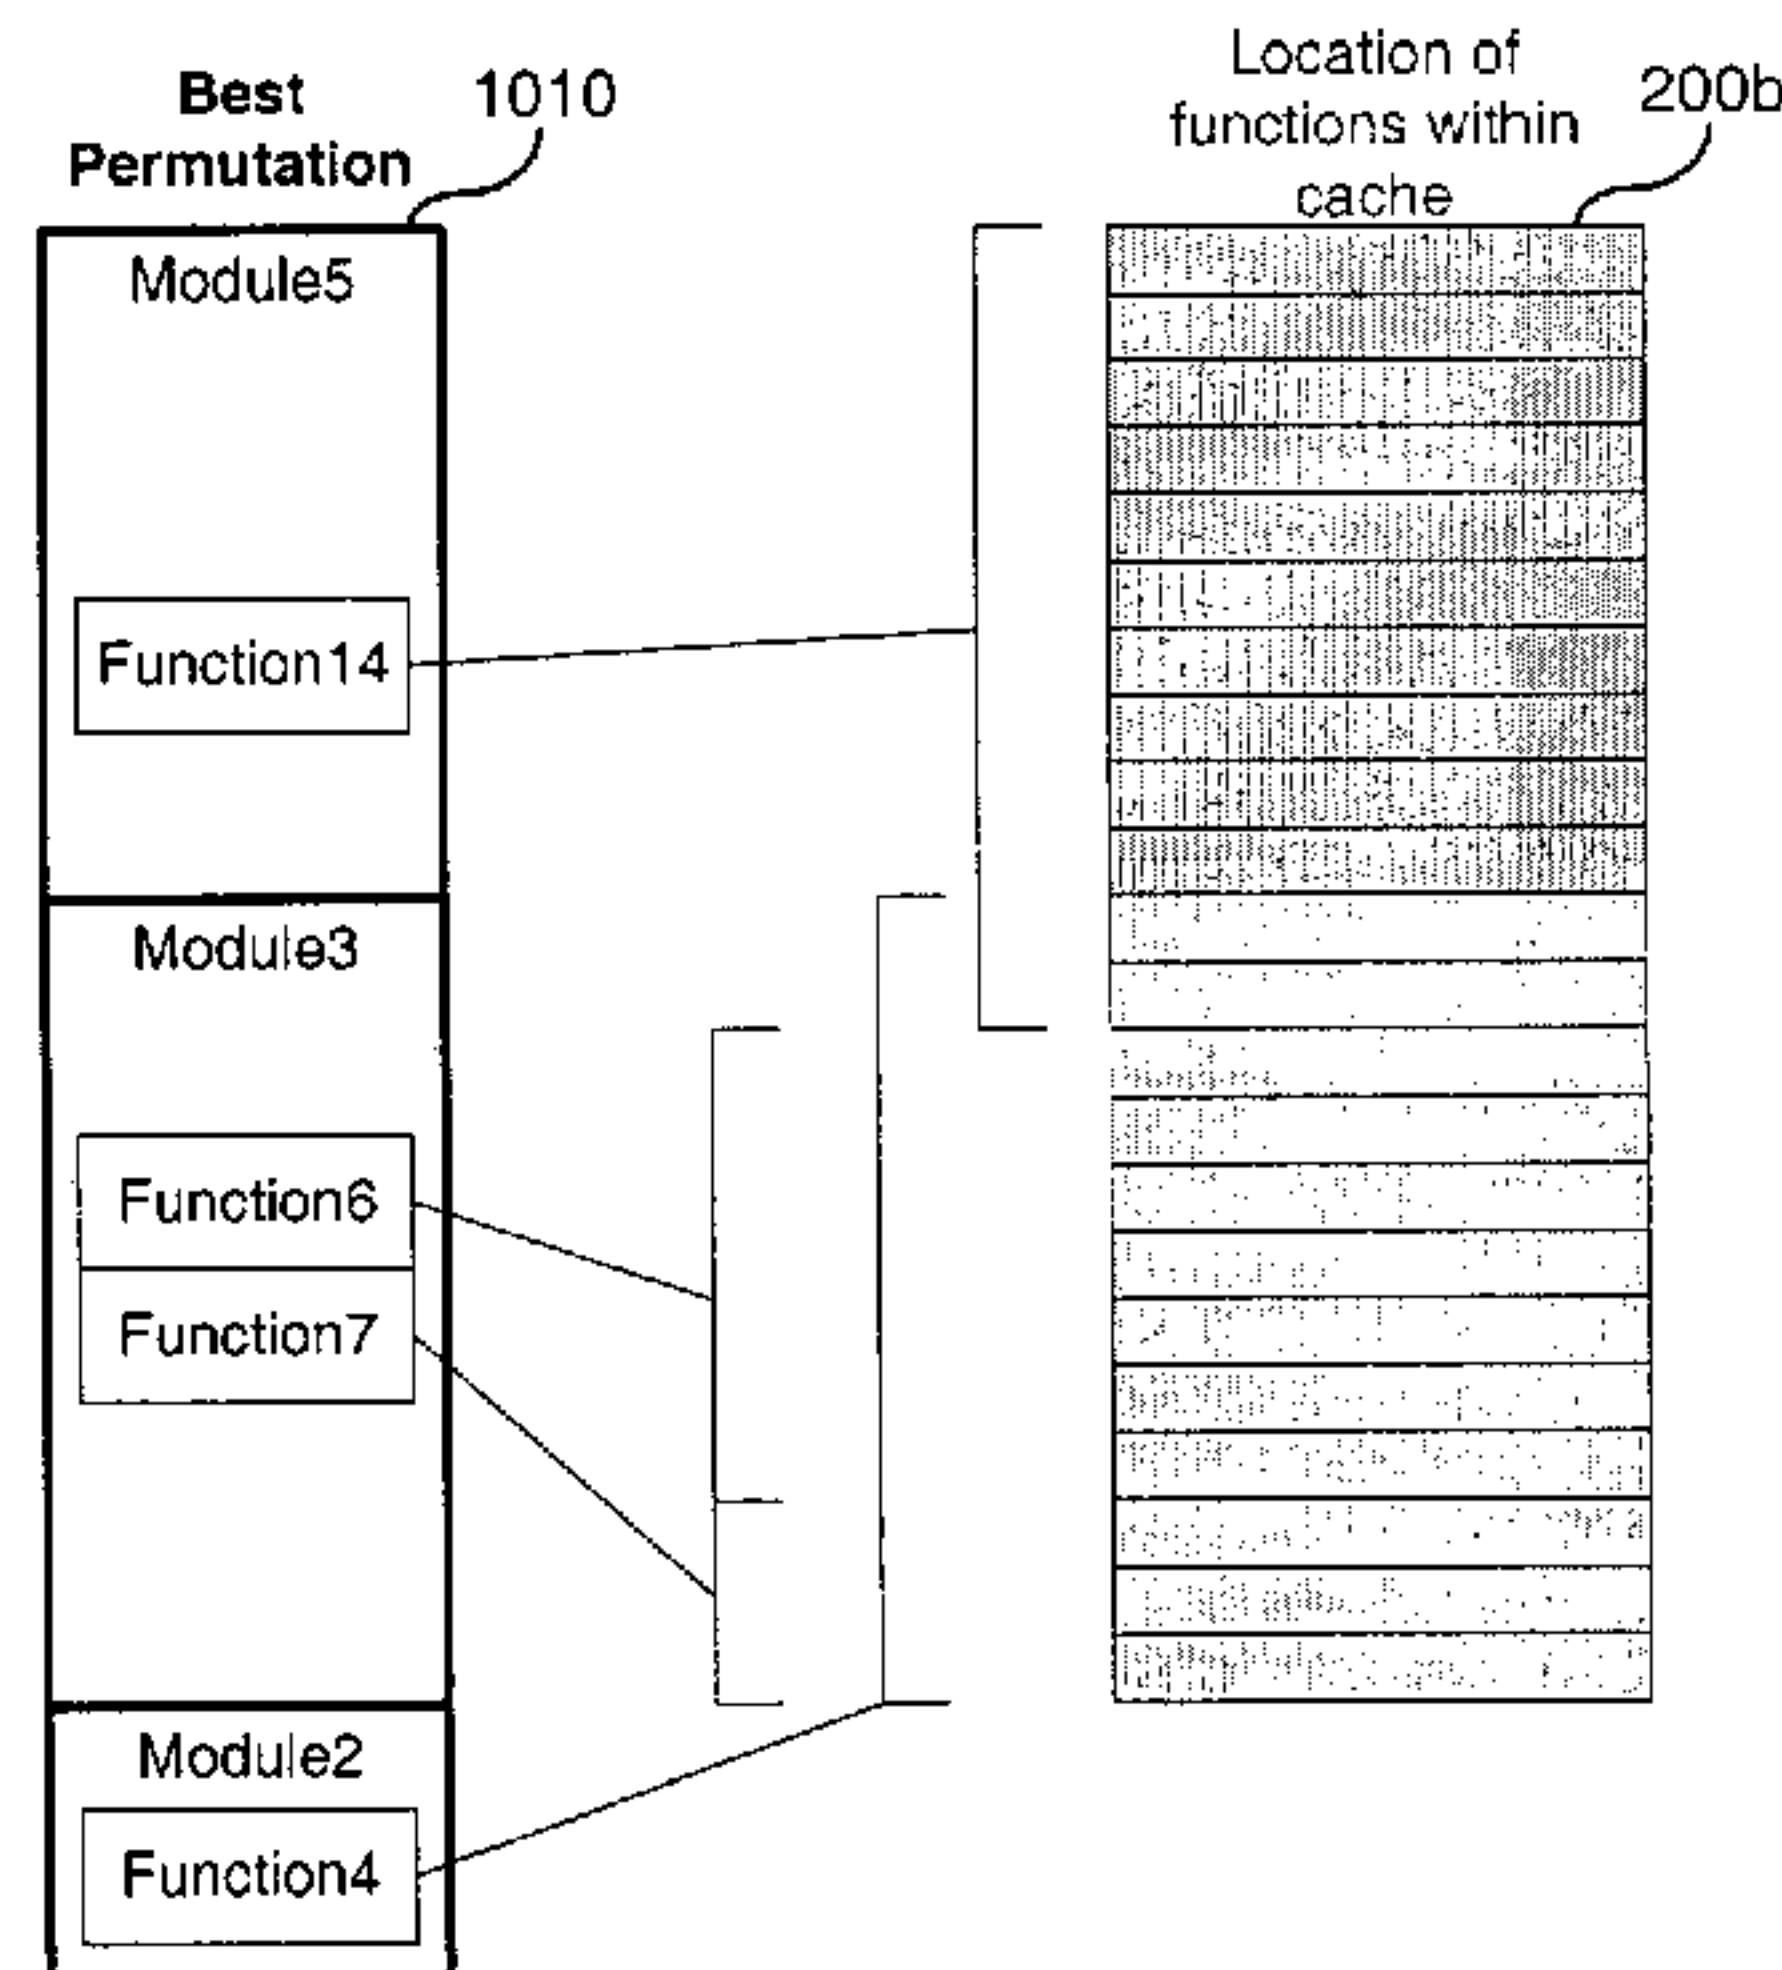 Best
Permutation
1010
Location of
functions within
cache
200b
Module5
Function14
Module3
Function6
Function7
Module2
Function4